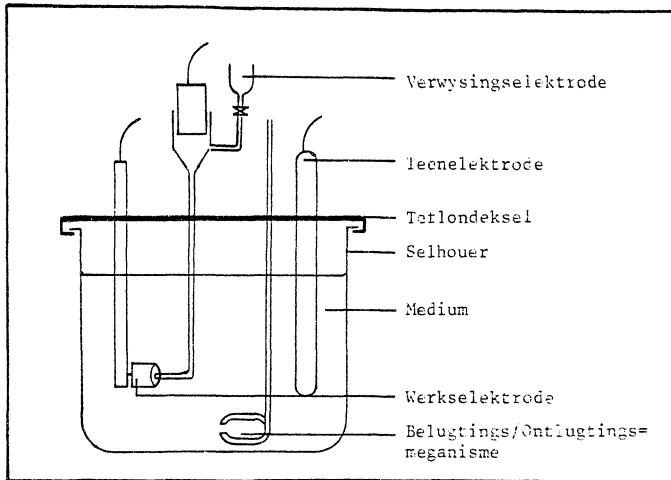 Verwysingselektrode
Teenelektrode
Teflondeksel
Selhouer
Medium
Werkselektrode
Belugtings/Ontlugtings=
meganisme